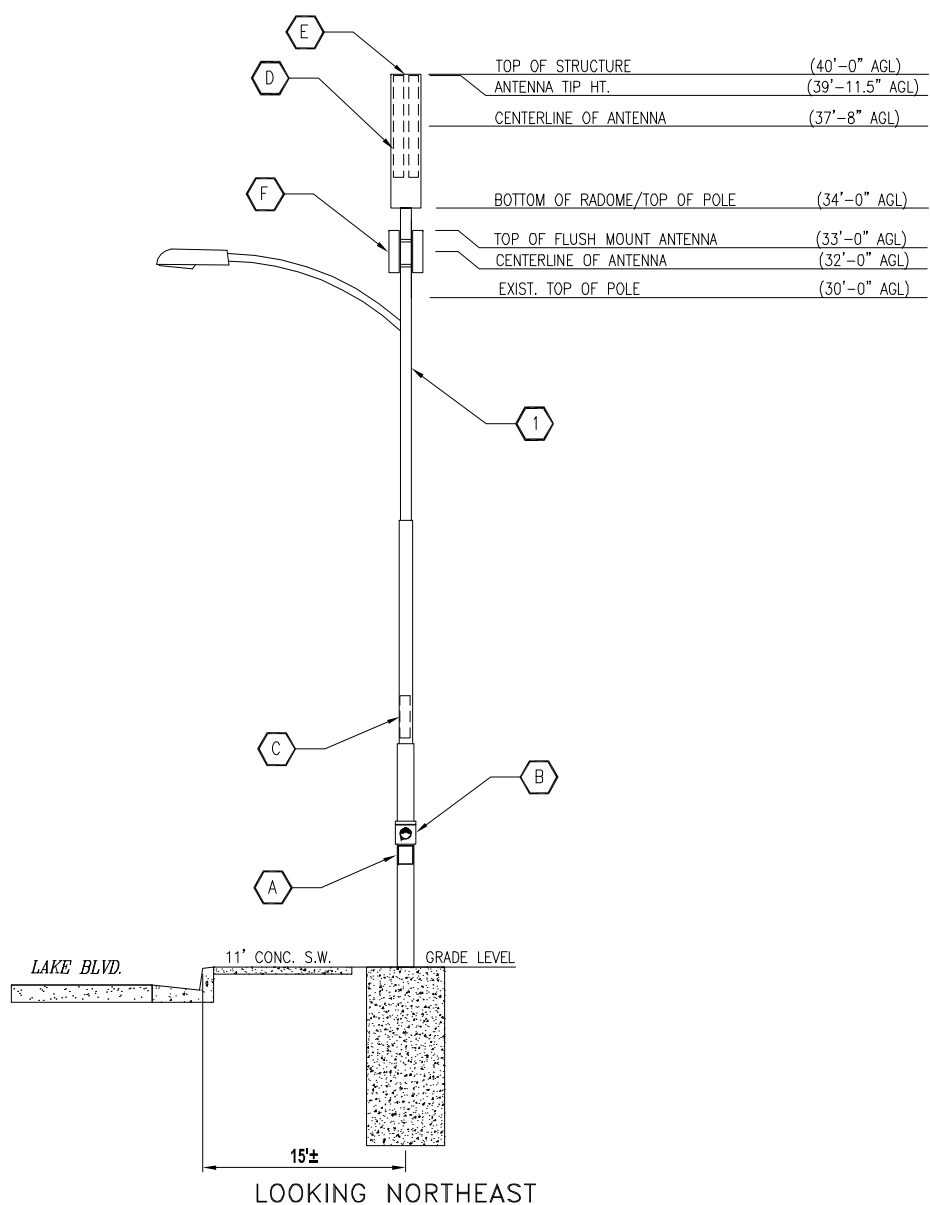 E
TOP OF STRUCTURE (40'-0" AGL)
D
ANTENNA TIP HT. (39'-11.5" AGL)
CENTERLINE OF ANTENNA (37'-8" AGL)
F
BOTTOM OF RADOME/TOP OF POLE (34'-0" AGL)
TOP OF FLUSH MOUNT ANTENNA (33'-0" AGL)
CENTERLINE OF ANTENNA (32'-0" AGL)
EXIST. TOP OF POLE (30'-0" AGL)
1
C
B
A
LAKE BLVD.
11' CONC. S.W.
GRADE LEVEL
15'±
LOOKING NORTHEAST